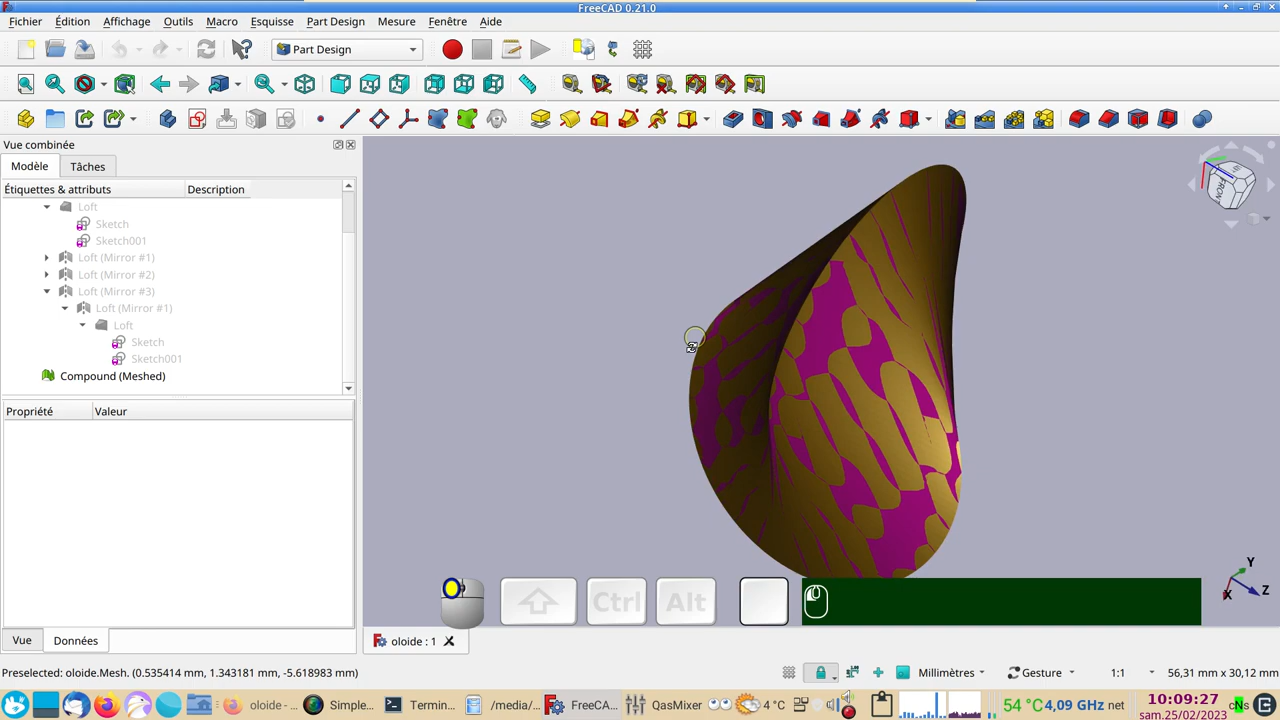 FreeCAD 0.21.0
Fichier Édition Affichage Outils Macro Esquisse Part Design Mesure Fenêtre Aide
Part Design
Vue combinée
Modèle Tâches
Étiquettes & attributs Description
Loft
Sketch
Sketch001
Loft (Mirror #1)
Loft (Mirror #2)
Loft (Mirror #3)
Loft (Mirror #1)
Loft
Sketch
Sketch001
Compound (Meshed)
Propriété Valeur
Y
X
Z
Ctrl Alt
Vue Données
oloide : 1
Preselected: oloide.Mesh. (0.535414 mm, 1.343181 mm, -5.618983 mm)
Millimètres Gesture 1:1 56,31 mm x 30,12 mm
oloide - ... Simple... Termin... /media/... FreeCA... QasMixer 4 °C 54 °C 4,09 GHz net 10:09:27
sam.25/02/2023